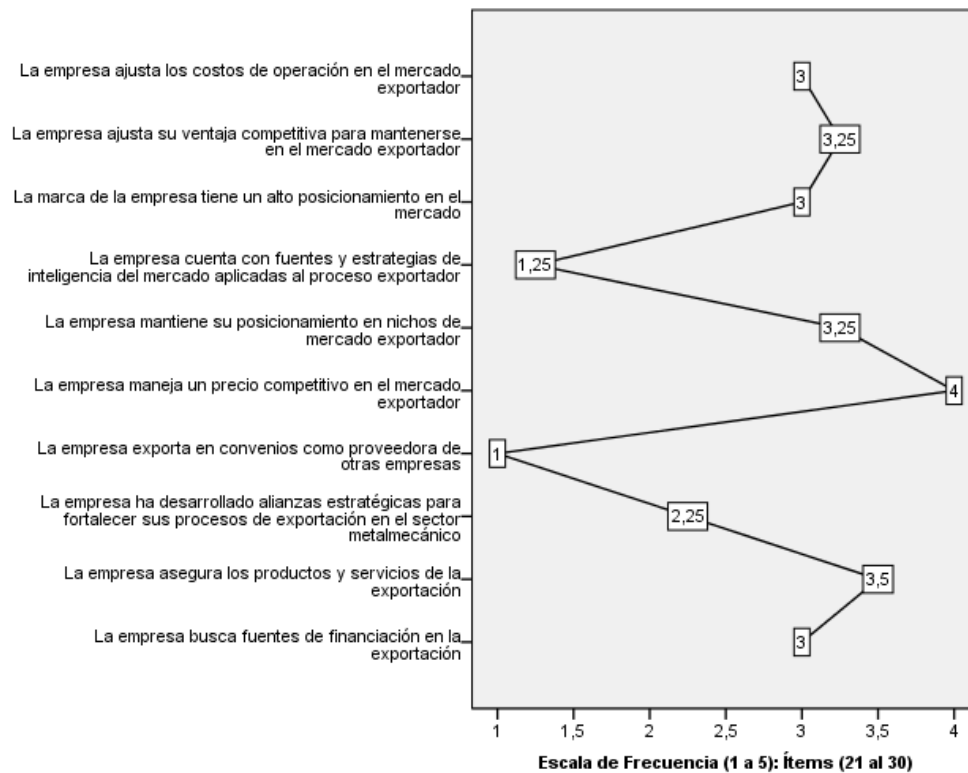 La empresa ajusta los costos de operación en el mercado
exportador
3
La empresa ajusta su ventaja competitiva para mantenerse
en el mercado exportador
3,25
La marca de la empresa tiene un alto posicionamiento en el
mercado
3
La empresa cuenta con fuentes y estrategias de
inteligencia del mercado aplicadas al proceso exportador
1,25
La empresa mantiene su posicionamiento en nichos de
mercado exportador
3,25
La empresa maneja un precio competitivo en el mercado
exportador
4
La empresa exporta en convenios como proveedora de
otras empresas
1
La empresa ha desarrollado alianzas estratégicas para
fortalecer sus procesos de exportación en el sector
metalmecánico
2,25
La empresa asegura los productos y servicios de la
exportación
3,5
La empresa busca fuentes de financiación en la
exportación
3
1 1,5 2 2,5 3 3,5 4
Escala de Frecuencia (1 a 5): Ítems (21 al 30)